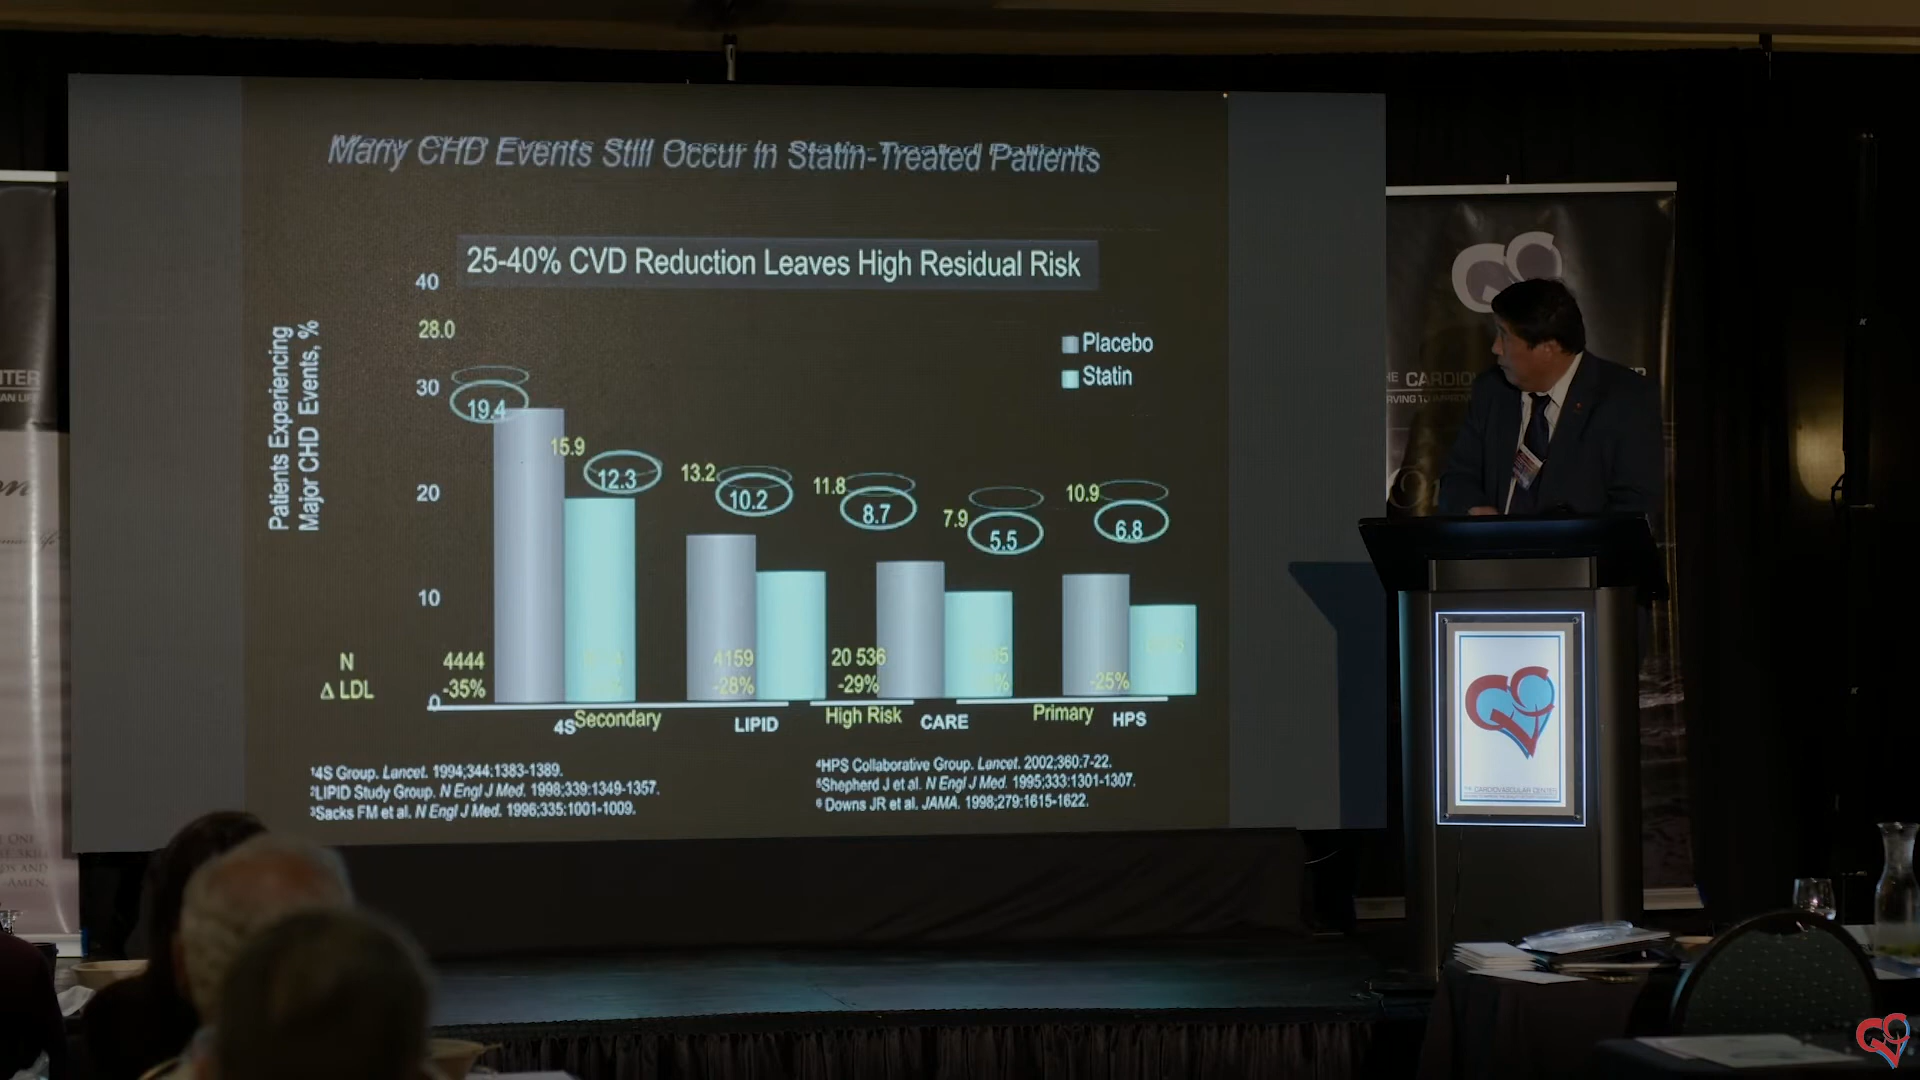 Many CHD Events Still Occur in Statin-Treated Patients
25-40% CVD Reduction Leaves High Residual Risk
Patients Experiencing
Major CHD Events, %
40
30
20
10
0
28.0
19.4
15.9
12.3
13.2
10.2
11.8
8.7
7.9
5.5
10.9
6.8
Placebo
Statin
N
4444
4159
20 536
Δ LDL
-35%
-28%
-29%
-25%
4S
Secondary
LIPID
High Risk
CARE
Primary
HPS
¹4S Group. Lancet. 1994;344:1383-1389.
²LIPID Study Group. N Engl J Med. 1998;339:1349-1357.
³Sacks FM et al. N Engl J Med. 1996;335:1001-1009.
⁴HPS Collaborative Group. Lancet. 2002;360:7-22.
⁵Shepherd J et al. N Engl J Med. 1995;333:1301-1307.
⁶ Downs JR et al. JAMA. 1998;279:1615-1622.
THE CARDIOVASCULAR CENTER